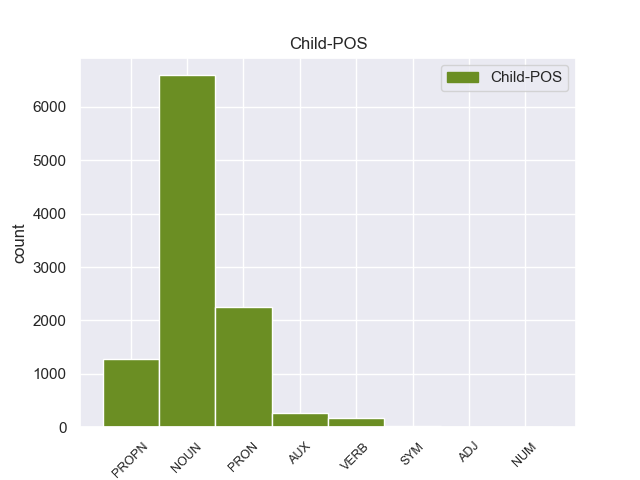 Child-POS
Child-POS
count
6000
5000
4000
3000
2000
1000
0
PROPN
NOUN
PRON
AUX
VERB
SYM
ADJ
NUM